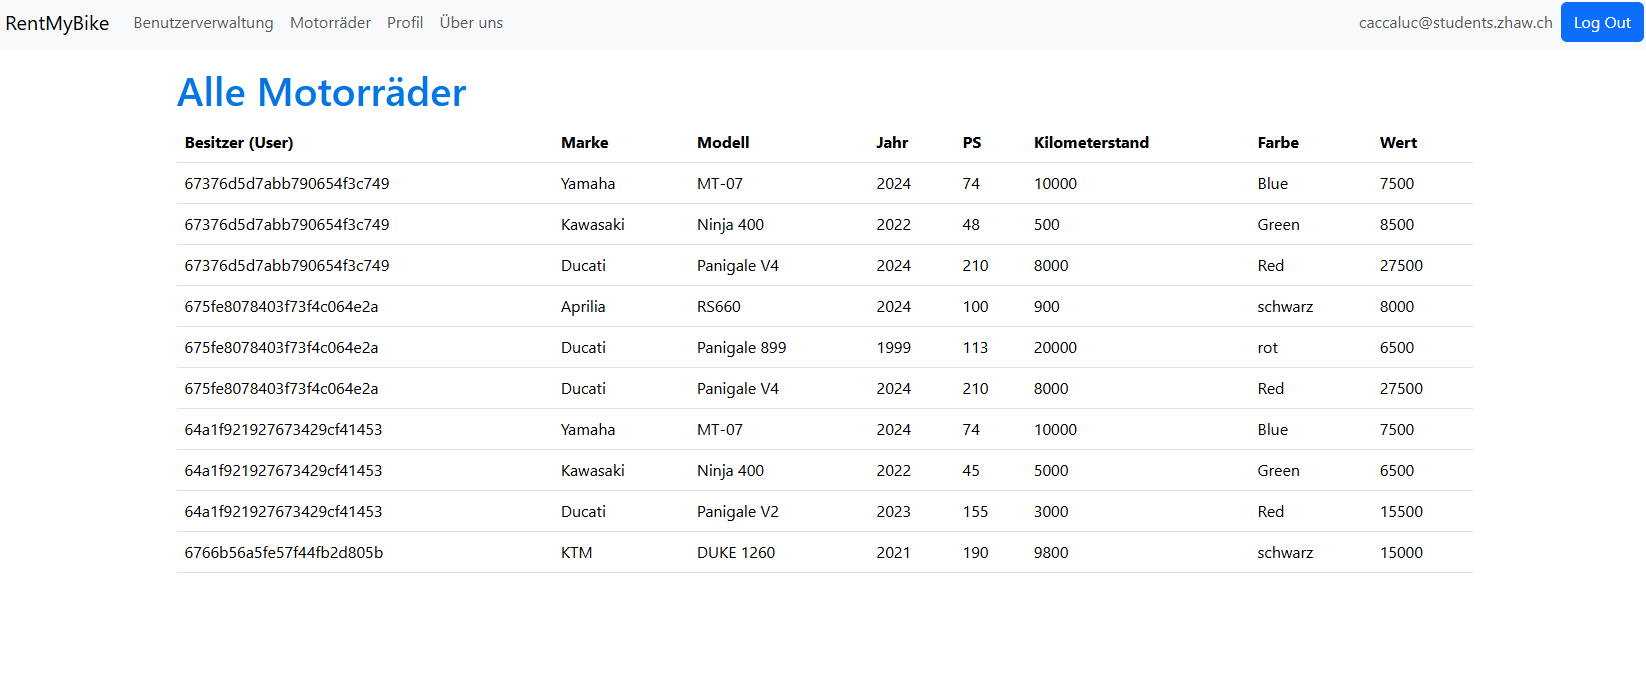 RentMyBike Benutzerverwaltung Motorräder Profil Über uns caccaluc@students.zhaw.ch Log Out
Alle Motorräder
Besitzer (User) Marke Modell Jahr PS Kilometerstand Farbe Wert
67376d5d7abb790654f3c749 Yamaha MT-07 2024 74 10000 Blue 7500
67376d5d7abb790654f3c749 Kawasaki Ninja 400 2022 48 500 Green 8500
67376d5d7abb790654f3c749 Ducati Panigale V4 2024 210 8000 Red 27500
675fe8078403f73f4c064e2a Aprilia RS660 2024 100 900 schwarz 8000
675fe8078403f73f4c064e2a Ducati Panigale 899 1999 113 20000 rot 6500
675fe8078403f73f4c064e2a Ducati Panigale V4 2024 210 8000 Red 27500
64a1f921927673429cf41453 Yamaha MT-07 2024 74 10000 Blue 7500
64a1f921927673429cf41453 Kawasaki Ninja 400 2022 45 5000 Green 6500
64a1f921927673429cf41453 Ducati Panigale V2 2023 155 3000 Red 15500
6766b56a5fe57f44fb2d805b KTM DUKE 1260 2021 190 9800 schwarz 15000